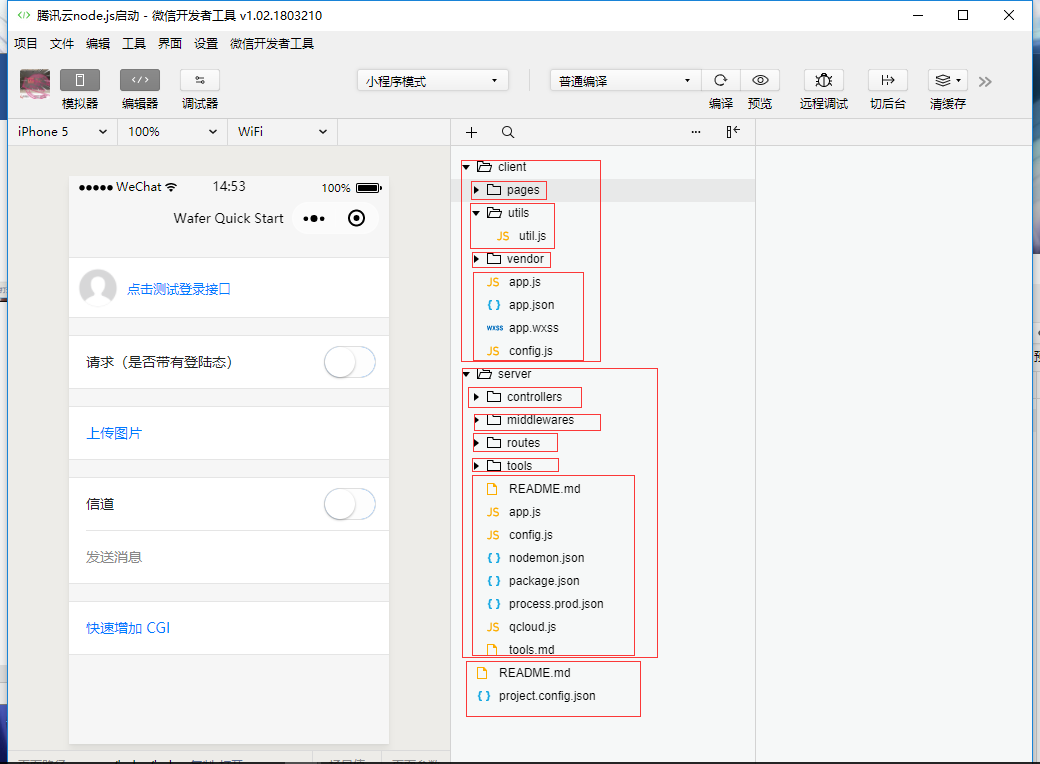 腾讯云node.js启动 - 微信开发者工具 v1.02.1803210
项目 文件 编辑 工具 界面 设置 微信开发者工具
小程序模式 普通编译
模拟器 编辑器 调试器 编译 预览 远程调试 切后台 清缓存
iPhone 5 100% WiFi
WeChat 14:53 100%
Wafer Quick Start
点击测试登录接口
请求（是否带有登陆态）
上传图片
信道
发送消息
快速增加 CGI
client
pages
utils
JS util.js
vendor
JS app.js
{ } app.json
wxss app.wxss
JS config.js
server
controllers
middlewares
routes
tools
README.md
JS app.js
JS config.js
{ } nodemon.json
{ } package.json
{ } process.prod.json
JS qcloud.js
tools.md
README.md
{ } project.config.json